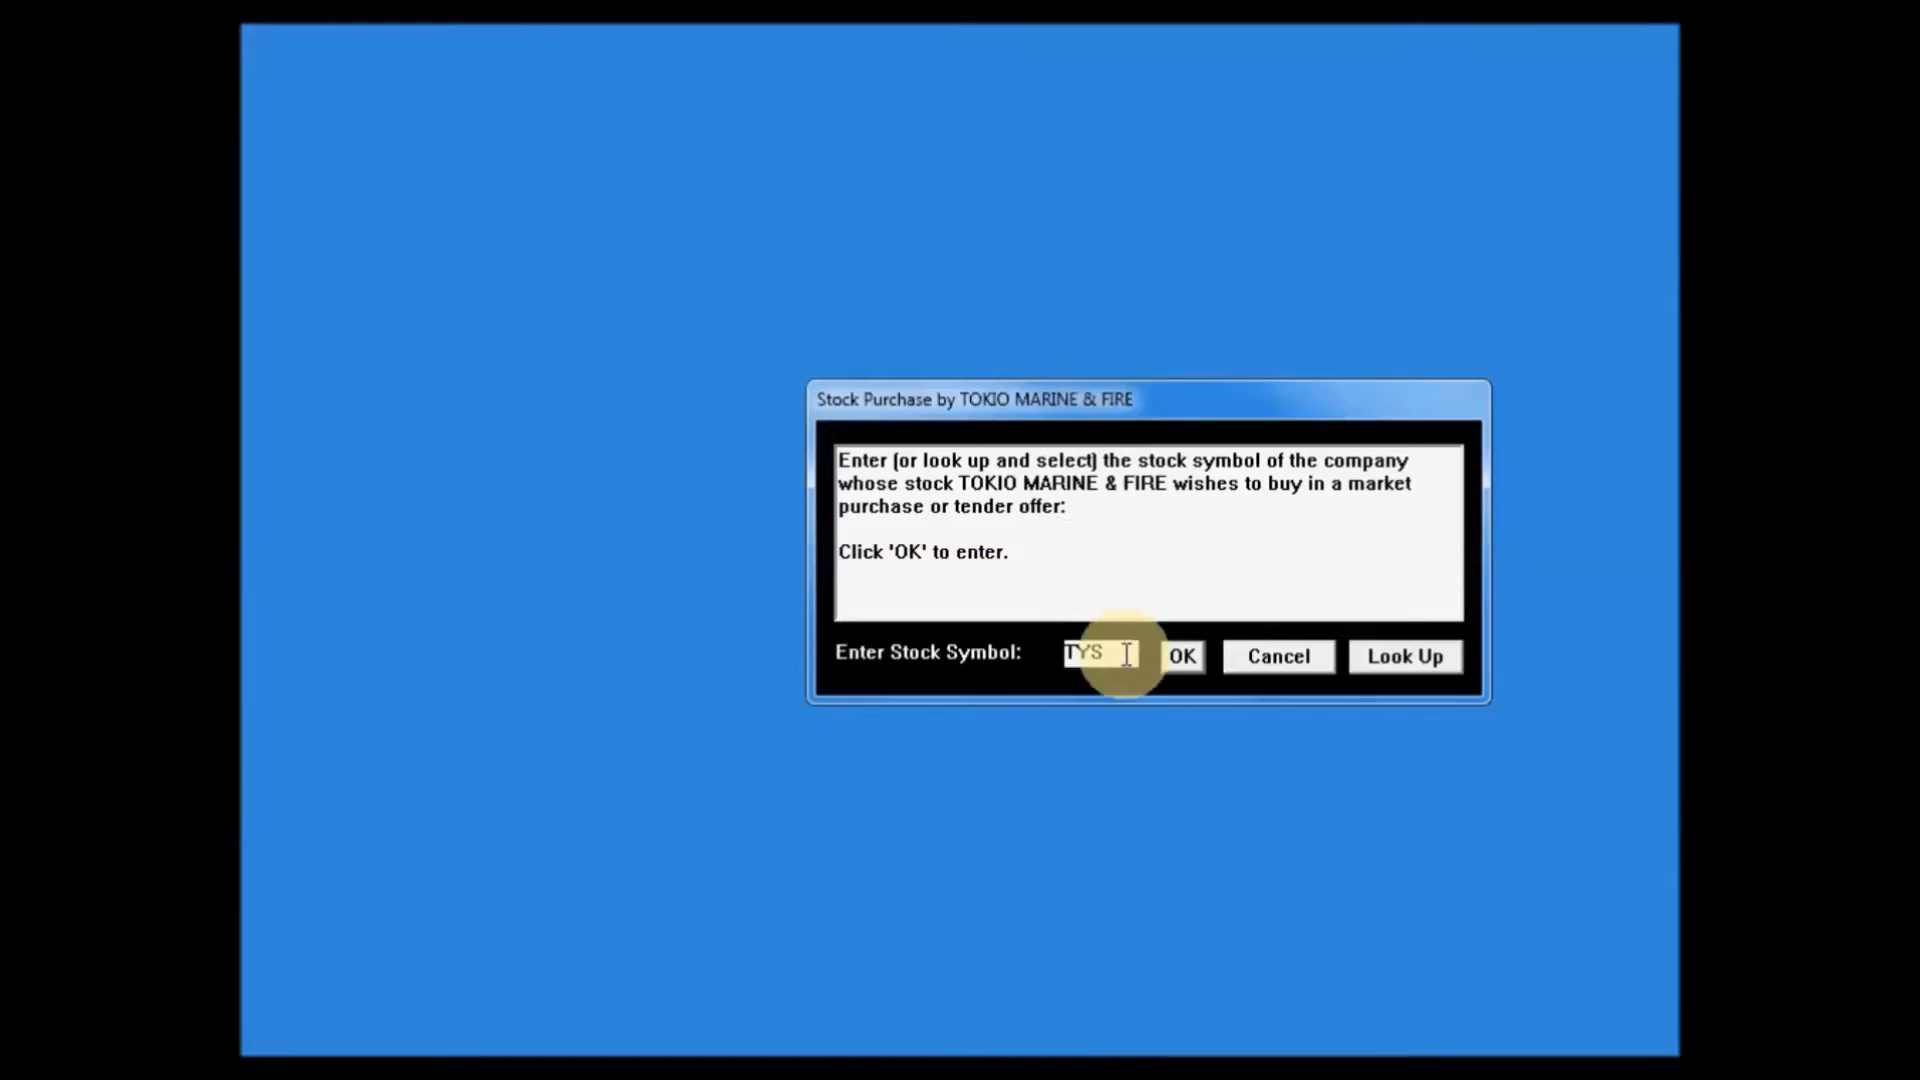 Stock Purchase by TOKIO MARINE & FIRE
Enter (or look up and select) the stock symbol of the company
whose stock TOKIO MARINE & FIRE wishes to buy in a market
purchase or tender offer:
Click 'OK' to enter.
Enter Stock Symbol: TYS OK Cancel Look Up